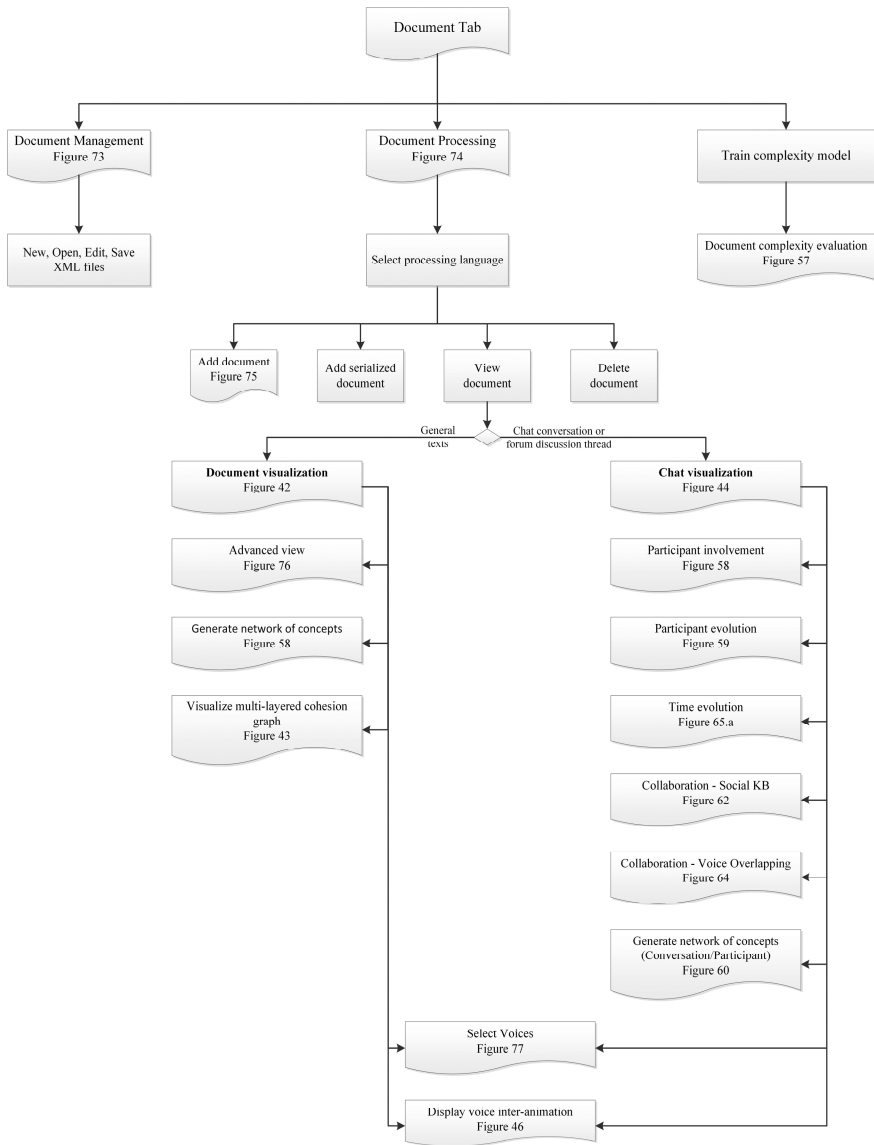 Document Tab
Document Management
Figure 73
Document Processing
Figure 74
Train complexity model
New, Open, Edit, Save
XML files
Select processing language
Document complexity evaluation
Figure 57
Add document
Figure 75
Add serialized
document
View
document
Delete
document
General
texts
Chat conversation or
forum discussion thread
Document visualization
Figure 42
Chat visualization
Figure 44
Advanced view
Figure 76
Participant involvement
Figure 58
Generate network of concepts
Figure 58
Participant evolution
Figure 59
Visualize multi-layered cohesion
graph
Figure 43
Time evolution
Figure 65.a
Collaboration - Social KB
Figure 62
Collaboration - Voice Overlapping
Figure 64
Generate network of concepts
(Conversation/Participant)
Figure 60
Select Voices
Figure 77
Display voice inter-animation
Figure 46